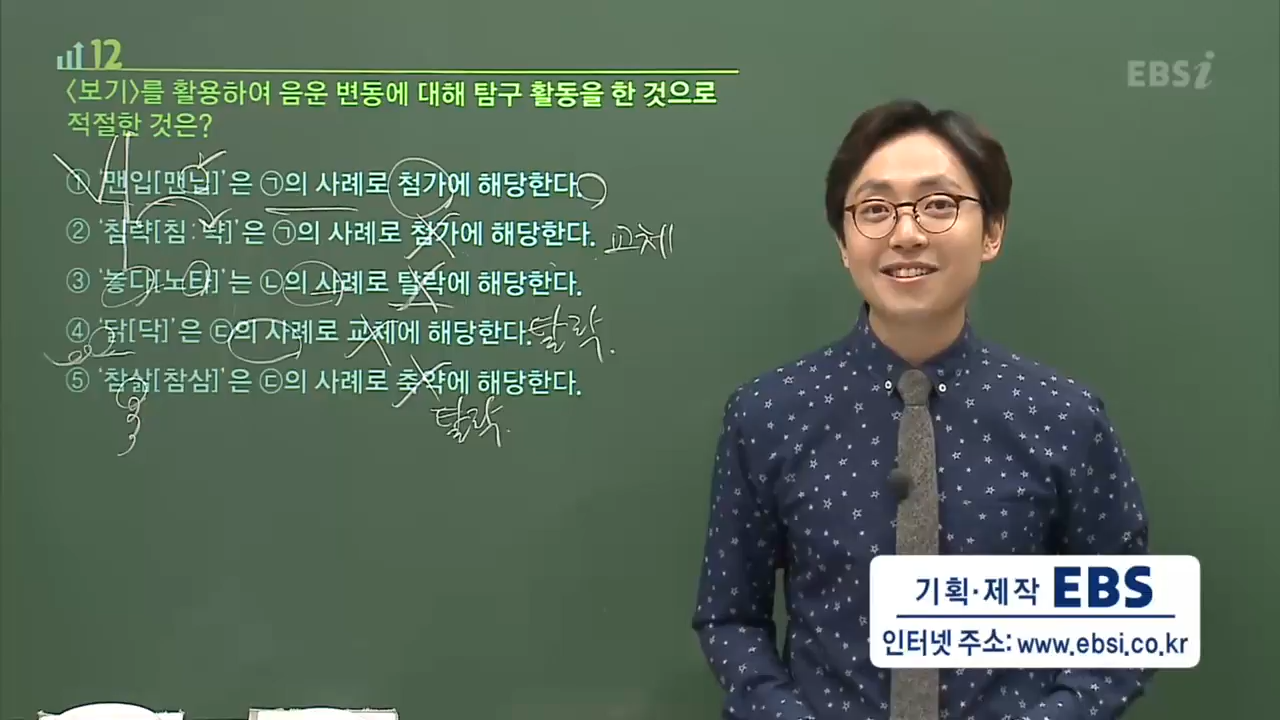 12
EBSi
<보기>를 활용하여 음운 변동에 대해 탐구 활동을 한 것으로
적절한 것은?
① '맨입[맨닙]'은 ㉠의 사례로 첨가에 해당한다.
② '침략[침ː냑]'은 ㉠의 사례로 첨가에 해당한다. 교체
③ '놓다[노타]'는 ㉡의 사례로 탈락에 해당한다.
④ '닭[닥]'은 ㉢의 사례로 교체에 해당한다. 탈락.
⑤ '참삶[참삼]'은 ㉢의 사례로 축약에 해당한다.
탈락.
기획·제작 EBS
인터넷 주소: www.ebsi.co.kr